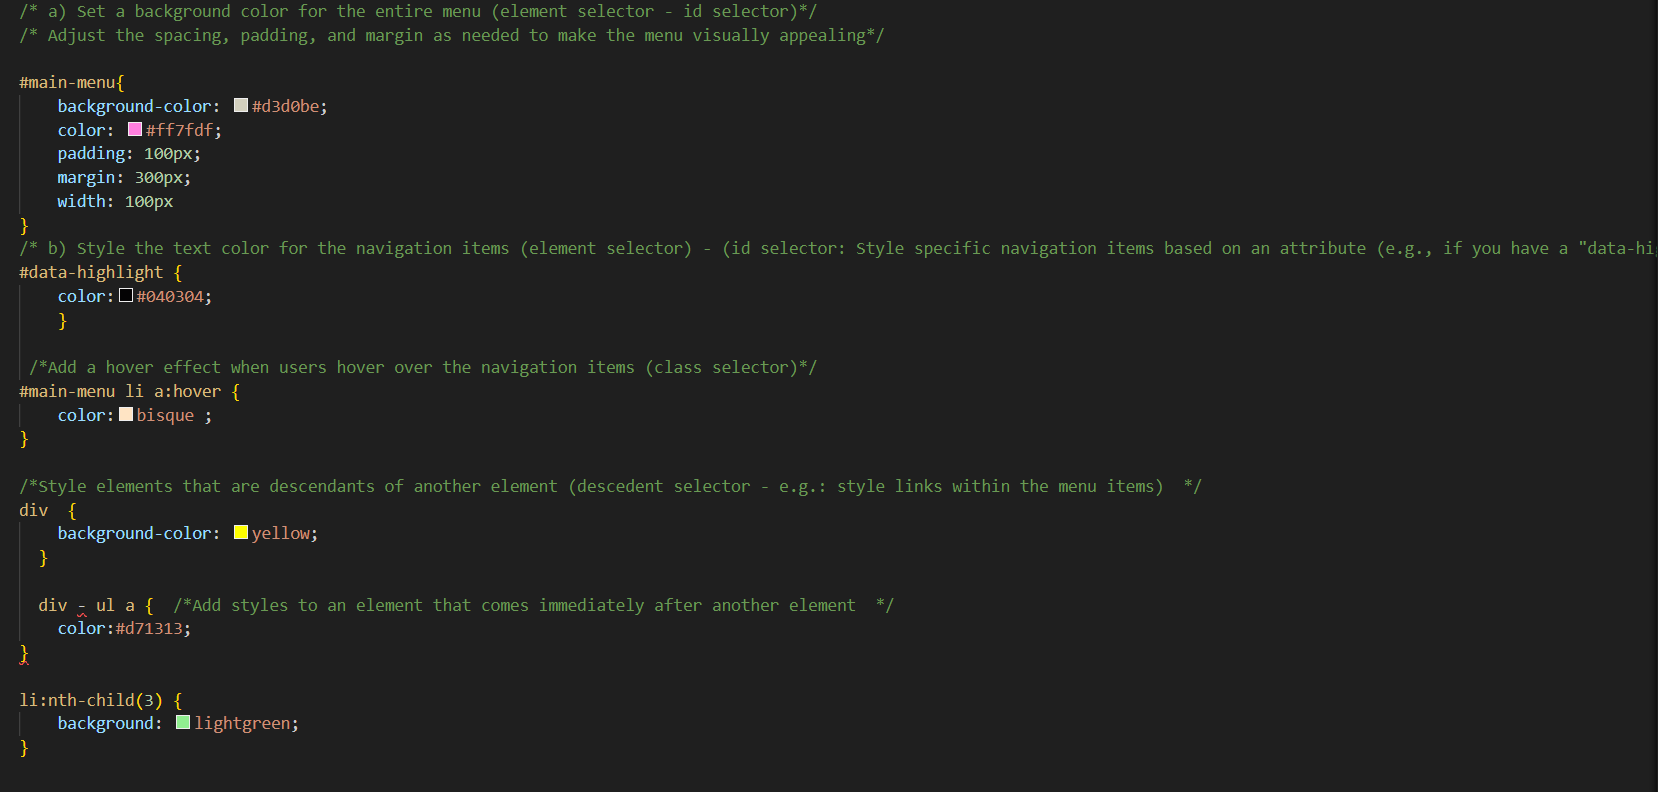 /* a) Set a background color for the entire menu (element selector - id selector)*/
/* Adjust the spacing, padding, and margin as needed to make the menu visually appealing*/
#main-menu{
background-color: #d3d0be;
color: #ff7fdf;
padding: 100px;
margin: 300px;
width: 100px
}
/* b) Style the text color for the navigation items (element selector) - (id selector: Style specific navigation items based on an attribute (e.g., if you have a "data-hi
#data-highlight {
color:#040304;
}
/*Add a hover effect when users hover over the navigation items (class selector)*/
#main-menu li a:hover {
color:bisque ;
}
/*Style elements that are descendants of another element (descedent selector - e.g.: style links within the menu items)  */
div  {
background-color: yellow;
}
div - ul a {  /*Add styles to an element that comes immediately after another element  */
color:#d71313;
}
li:nth-child(3) {
background: lightgreen;
}